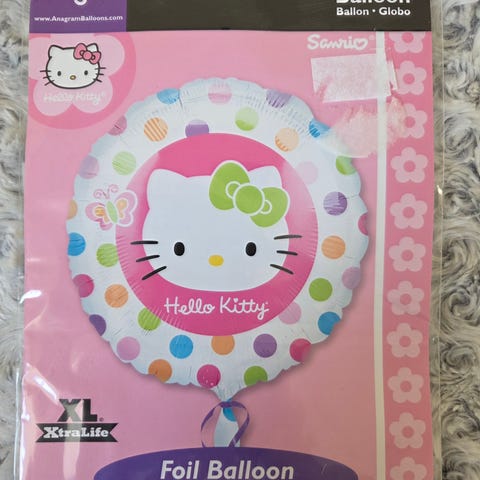 www.AnagramBalloons.com
Balloon
Ballon • Globo
Sanrio
Hello Kitty®
Hello Kitty
XL
XtraLife
Foil Balloon